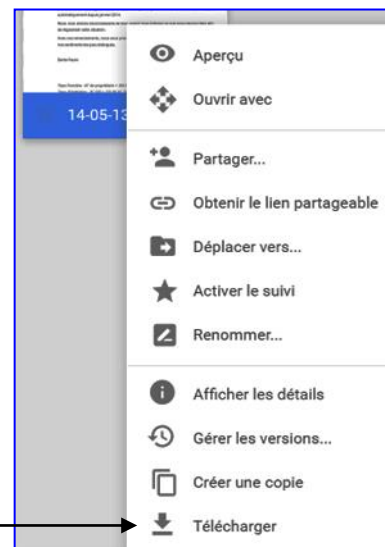 14-05-13
Aperçu
Ouvrir avec
Partager...
Obtenir le lien partageable
Déplacer vers...
Activer le suivi
Renommer...
Afficher les détails
Gérer les versions...
Créer une copie
Télécharger